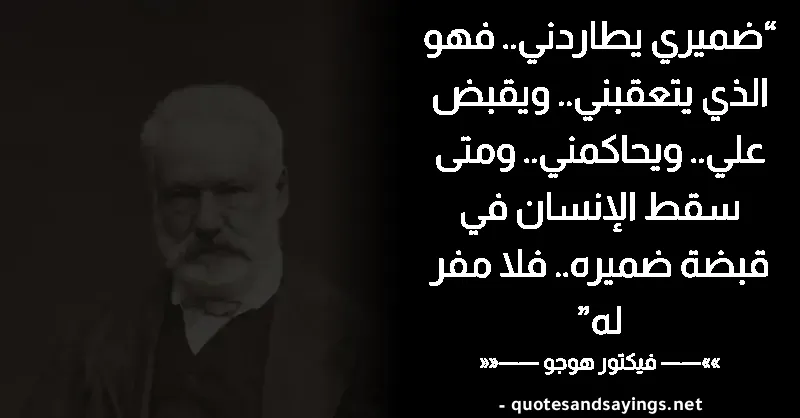 “ضميري يطاردني.. فهو
الذي يتعقبني.. ويقبض
علي.. ويحاكمني.. ومتى
سقط الإنسان في
قبضة ضميره.. فلا مفر
له”
»»—— فيكتور هوجو ——««
- quotesandsayings.net